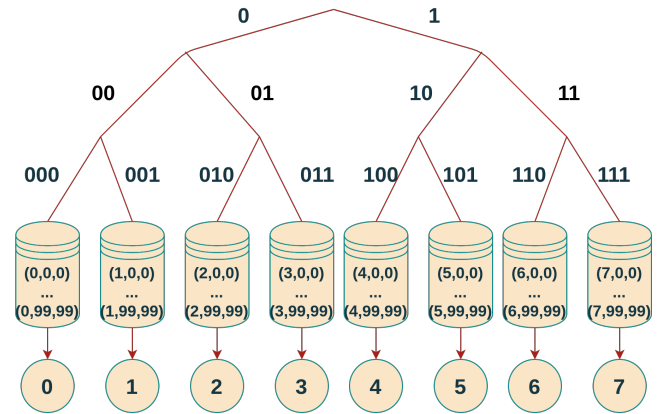 0 1
00 01 10 11
000 001 010 011 100 101 110 111
(0,0,0) (1,0,0) (2,0,0) (3,0,0) (4,0,0) (5,0,0) (6,0,0) (7,0,0)
... ... ... ... ... ... ... ...
(0,99,99) (1,99,99) (2,99,99) (3,99,99) (4,99,99) (5,99,99) (6,99,99) (7,99,99)
0 1 2 3 4 5 6 7